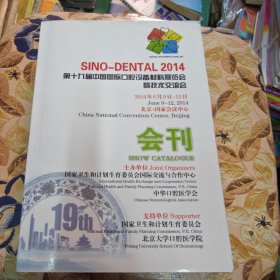 SINO-DENTAL 2014
第十九届中国国际口腔设备材料展览会
暨技术交流会
2014年6月9日-12日
June 9-12, 2014
北京·国家会议中心
China National Convention Center, Beijing
会刊
SHOW CATALOGUE
主办单位 Joint Organizers
国家卫生和计划生育委员会国际交流与合作中心
International Health Exchange and Cooperation Center
National Health and Family Planning Commission, P.R. China
中华口腔医学会
Chinese Stomatological Association
支持单位 Supporter
国家卫生和计划生育委员会
National Health and Family Planning Commission, P.R. China
北京大学口腔医学院
Peking University School Of Stomatology
19th